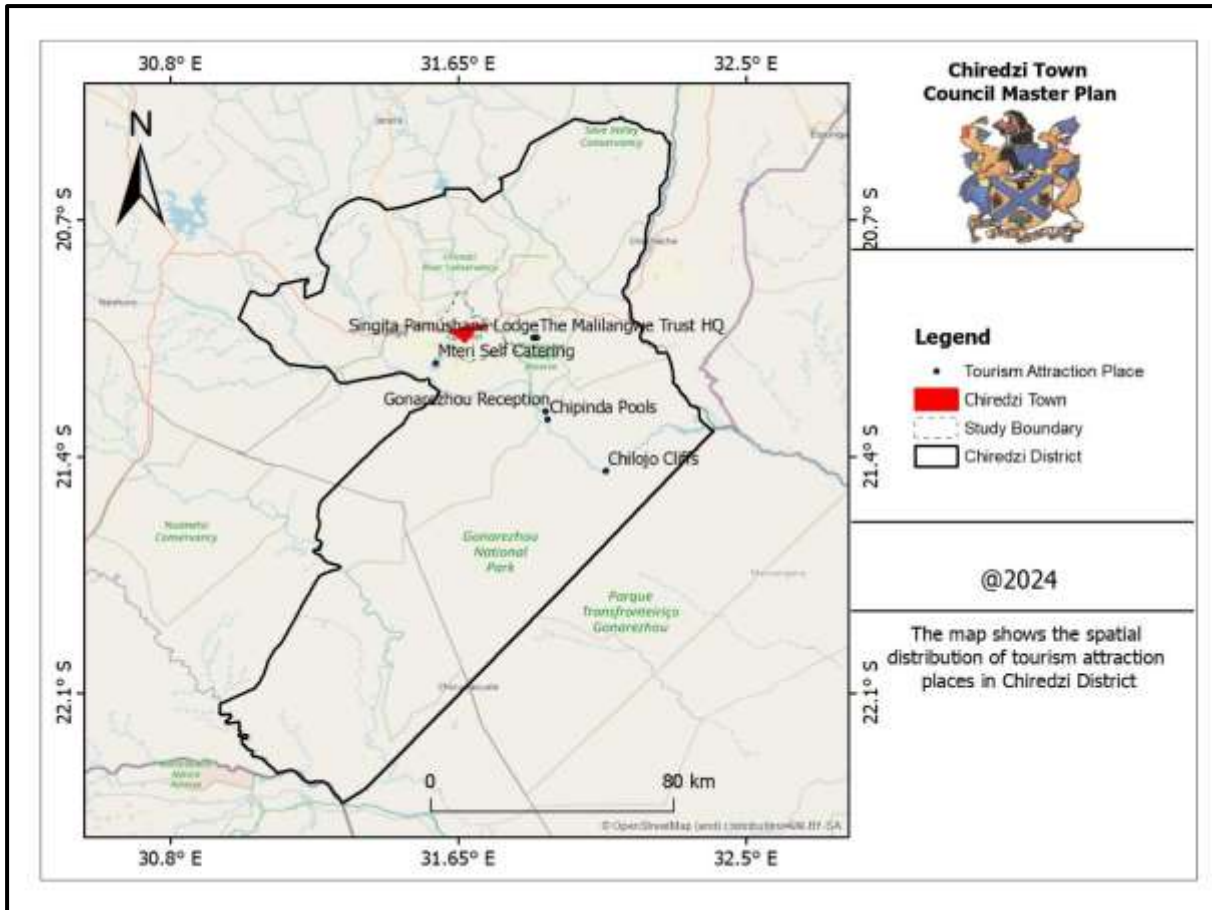 30.8° E
31.65° E
32.5° E
N
20.7° S
21.4° S
22.1° S
Save Valley
Conservancy
River Conservancy
Singita Pamushana Lodge
The Malilangwe Trust HQ
Mteri Self Catering
Gonarezhou Reception
Chipinda Pools
Chilojo Cliffs
Nuanetsi
Conservancy
Gonarezhou
National
Park
Parque
Transfronteiriço
Gonarezhou
0
80 km
© OpenStreetMap (and) contributors, CC-BY-SA
20.7° S
21.4° S
22.1° S
30.8° E
31.65° E
32.5° E
Chiredzi Town
Council Master Plan
Legend
Tourism Attraction Place
Chiredzi Town
Study Boundary
Chiredzi District
@2024
The map shows the spatial
distribution of tourism attraction
places in Chiredzi District